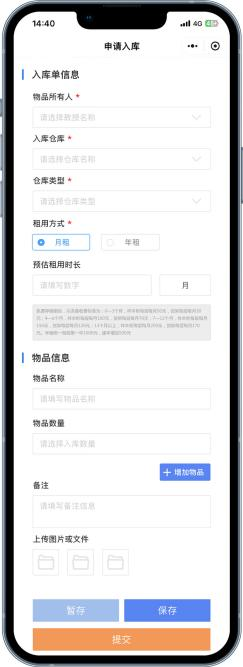 14:40
4G
申请入库
入库单信息
物品所有人 *
请选择教授名称
入库仓库 *
请选择仓库名称
仓库类型 *
请选择仓库类型
租用方式 *
月租
年租
预估租用时长
请填写数字
月
物品信息
物品名称
请填写物品名称
物品数量
请选择入库数量
+ 增加物品
备注
请填写备注信息
上传图片或文件
暂存
保存
提交